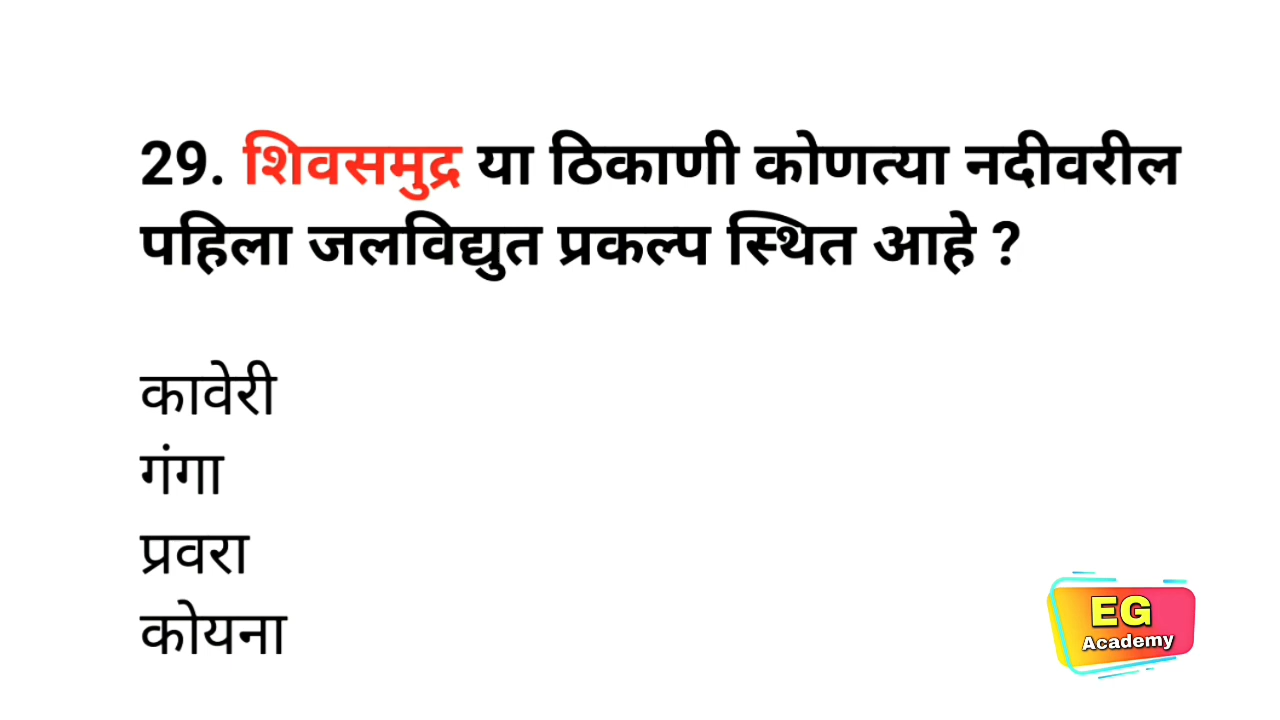 29. शिवसमुद्र या ठिकाणी कोणत्या नदीवरील
पहिला जलविद्युत प्रकल्प स्थित आहे ?
कावेरी
गंगा
प्रवरा
कोयना
EG
Academy